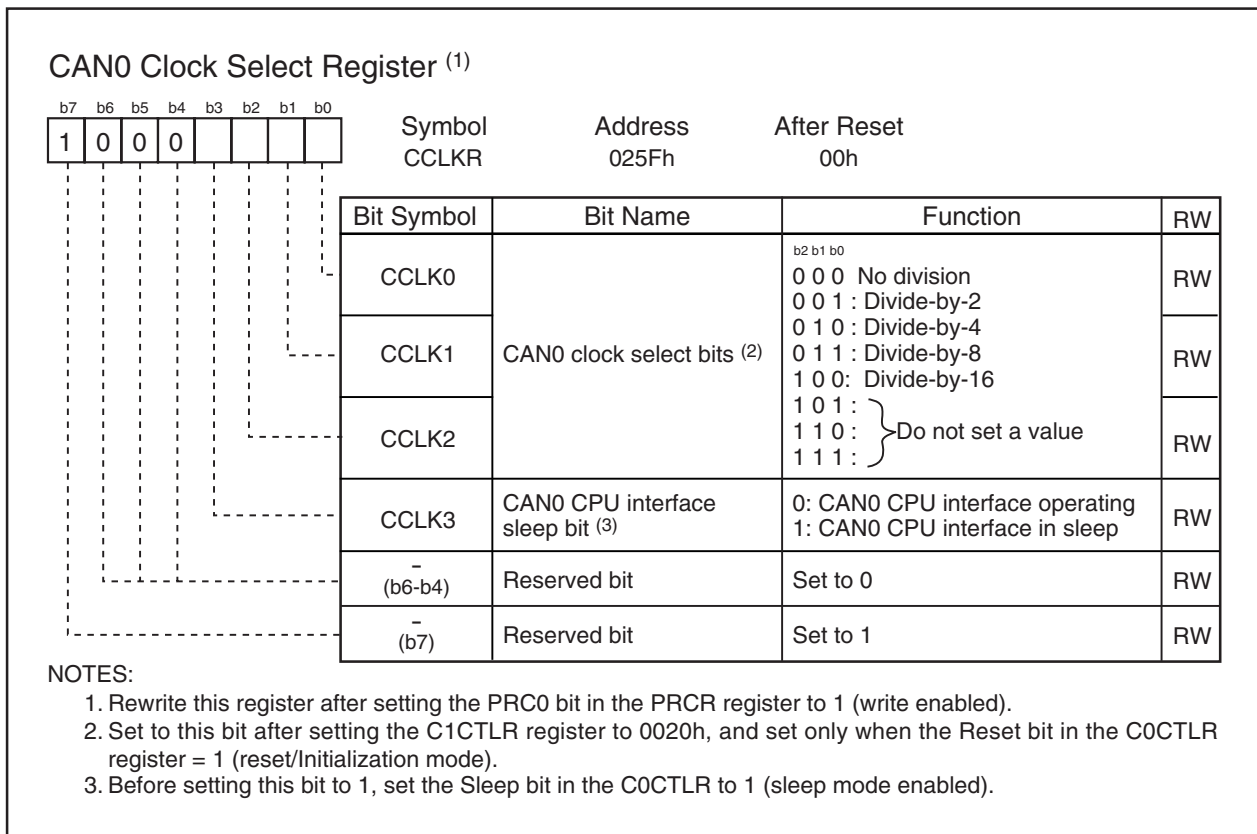 CAN0 Clock Select Register (1)
b7 b6 b5 b4 b3 b2 b1 b0
1 0 0 0
Symbol Address After Reset
CCLKR 025Fh 00h
Bit Symbol Bit Name Function RW
CCLK0 CAN0 clock select bits (2) b2 b1 b0
0 0 0 No division
0 0 1 : Divide-by-2
0 1 0 : Divide-by-4
0 1 1 : Divide-by-8
1 0 0: Divide-by-16
1 0 1 :
1 1 0 : Do not set a value
1 1 1 :
RW
CCLK1 RW
CCLK2 RW
CCLK3 CAN0 CPU interface
sleep bit (3)
0: CAN0 CPU interface operating
1: CAN0 CPU interface in sleep
RW
–
(b6-b4) Reserved bit Set to 0 RW
–
(b7) Reserved bit Set to 1 RW
NOTES:
1. Rewrite this register after setting the PRC0 bit in the PRCR register to 1 (write enabled).
2. Set to this bit after setting the C1CTLR register to 0020h, and set only when the Reset bit in the C0CTLR
register = 1 (reset/Initialization mode).
3. Before setting this bit to 1, set the Sleep bit in the C0CTLR to 1 (sleep mode enabled).